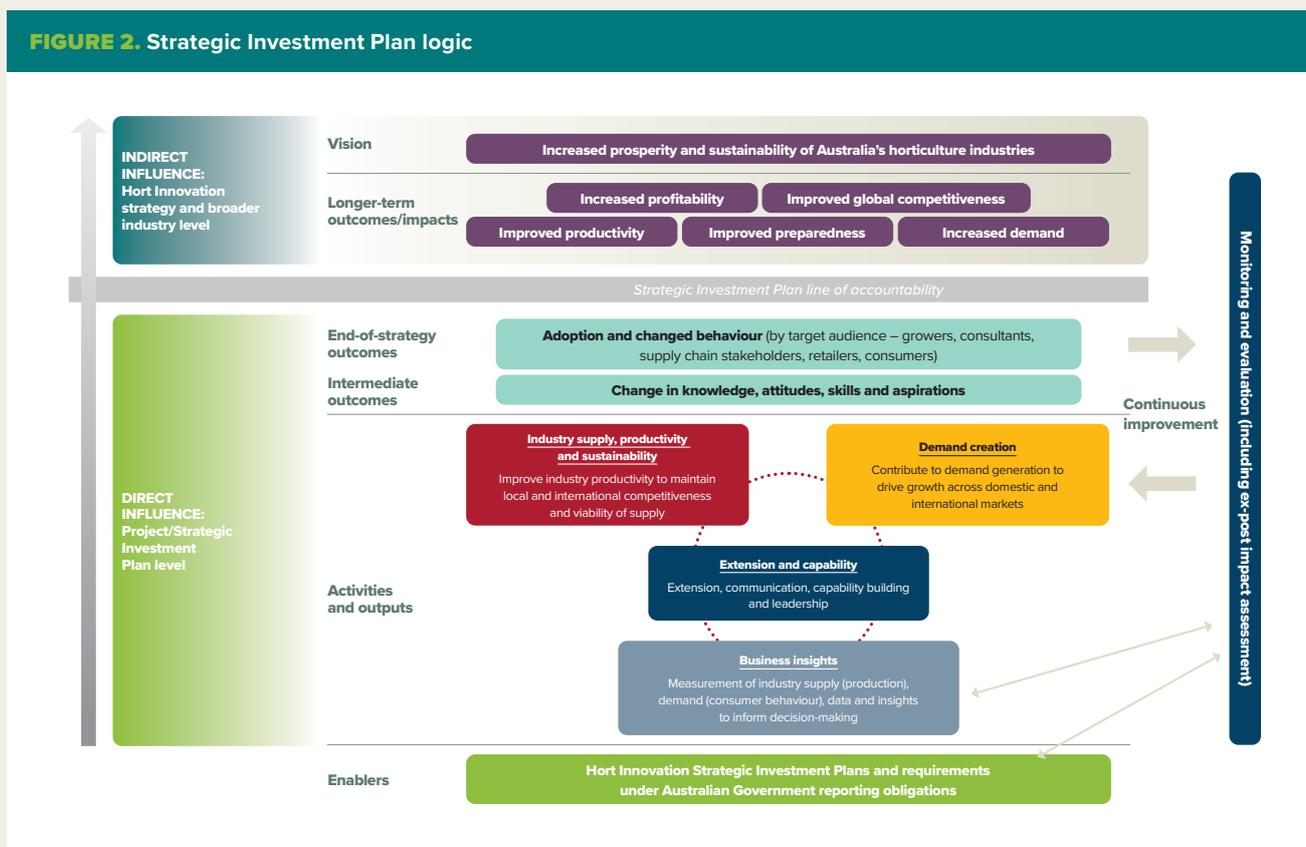 FIGURE 2. Strategic Investment Plan logic
INDIRECT
INFLUENCE:
Hort Innovation
strategy and broader
industry level
Vision
Increased prosperity and sustainability of Australia's horticulture industries
Longer-term
outcomes/impacts
Increased profitability
Improved global competitiveness
Improved productivity
Improved preparedness
Increased demand
Strategic Investment Plan line of accountability
DIRECT
INFLUENCE:
Project/Strategic
Investment
Plan level
End-of-strategy
outcomes
Adoption and changed behaviour (by target audience – growers, consultants,
supply chain stakeholders, retailers, consumers)
Intermediate
outcomes
Change in knowledge, attitudes, skills and aspirations
Activities
and outputs
Industry supply, productivity
and sustainability
Improve industry productivity to maintain
local and international competitiveness
and viability of supply
Demand creation
Contribute to demand generation to
drive growth across domestic and
international markets
Extension and capability
Extension, communication, capability building
and leadership
Business insights
Measurement of industry supply (production),
demand (consumer behaviour), data and insights
to inform decision-making
Enablers
Hort Innovation Strategic Investment Plans and requirements
under Australian Government reporting obligations
Continuous
improvement
Monitoring and evaluation (including ex-post impact assessment)